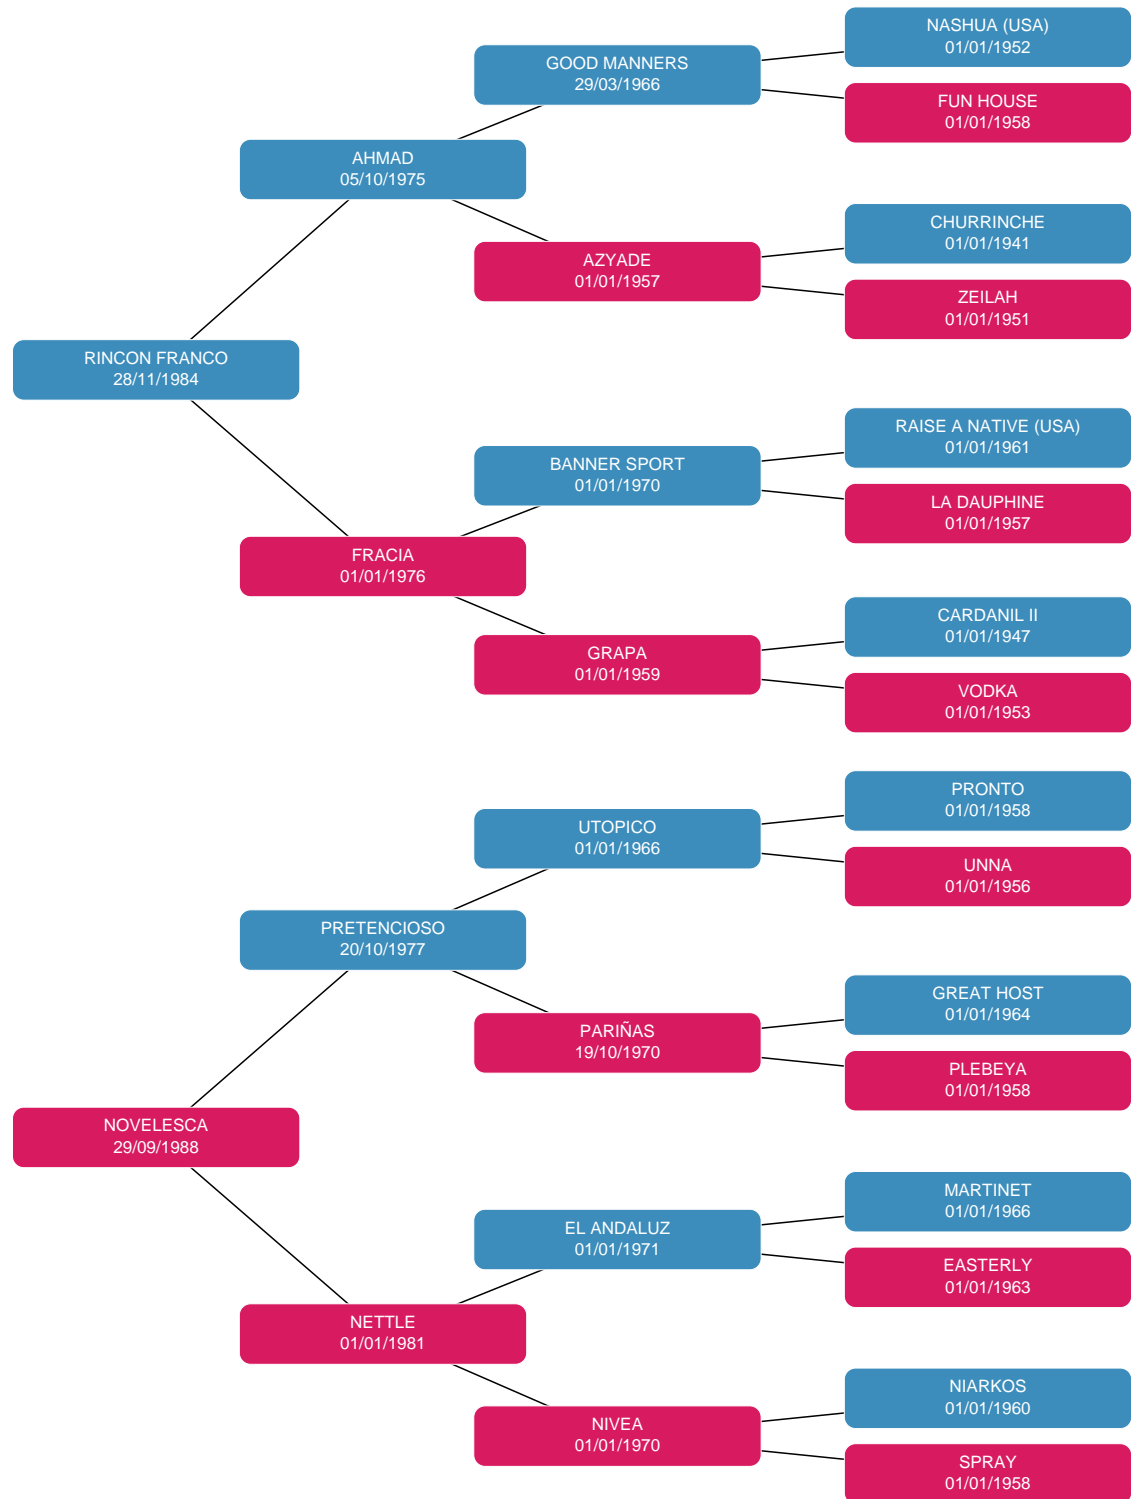 NASHUA (USA)
01/01/1952
GOOD MANNERS
29/03/1966
FUN HOUSE
01/01/1958
AHMAD
05/10/1975
CHURRINCHE
01/01/1941
AZYADE
01/01/1957
ZEILAH
01/01/1951
RINCON FRANCO
28/11/1984
RAISE A NATIVE (USA)
01/01/1961
BANNER SPORT
01/01/1970
LA DAUPHINE
01/01/1957
FRACIA
01/01/1976
CARDANIL II
01/01/1947
GRAPA
01/01/1959
VODKA
01/01/1953
PRONTO
01/01/1958
UTOPICO
01/01/1966
UNNA
01/01/1956
PRETENCIOSO
20/10/1977
GREAT HOST
01/01/1964
PARIÑAS
19/10/1970
PLEBEYA
01/01/1958
NOVELESCA
29/09/1988
MARTINET
01/01/1966
EL ANDALUZ
01/01/1971
EASTERLY
01/01/1963
NETTLE
01/01/1981
NIARKOS
01/01/1960
NIVEA
01/01/1970
SPRAY
01/01/1958